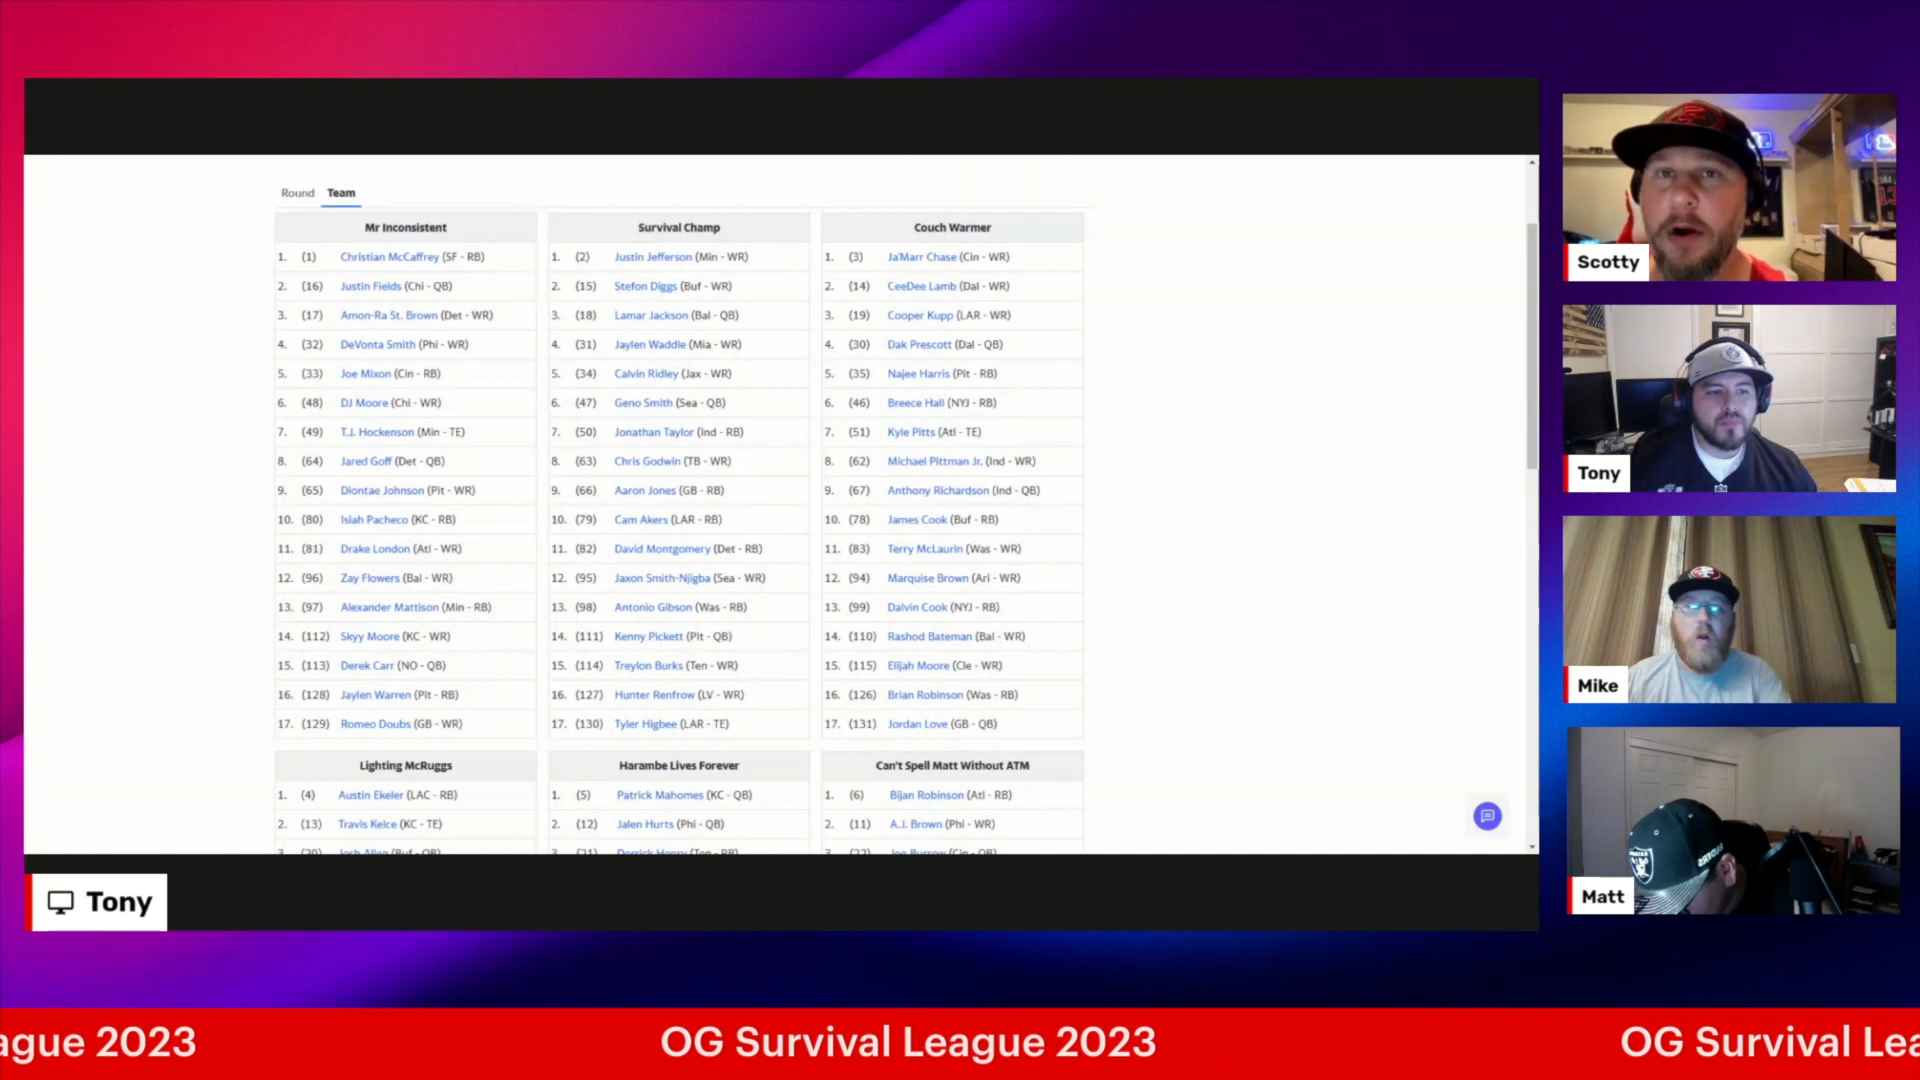 Round Team
Mr Inconsistent
1. (1) Christian McCaffrey (SF - RB)
2. (16) Justin Fields (Chi - QB)
3. (17) Amon-Ra St. Brown (Det - WR)
4. (32) DeVonta Smith (Phi - WR)
5. (33) Joe Mixon (Cin - RB)
6. (48) DJ Moore (Chi - WR)
7. (49) T.J. Hockenson (Min - TE)
8. (64) Jared Goff (Det - QB)
9. (65) Diontae Johnson (Pit - WR)
10. (80) Isiah Pacheco (KC - RB)
11. (81) Drake London (Atl - WR)
12. (96) Zay Flowers (Bal - WR)
13. (97) Alexander Mattison (Min - RB)
14. (112) Skyy Moore (KC - WR)
15. (113) Derek Carr (NO - QB)
16. (128) Jaylen Warren (Pit - RB)
17. (129) Romeo Doubs (GB - WR)
Survival Champ
1. (2) Justin Jefferson (Min - WR)
2. (15) Stefon Diggs (Buf - WR)
3. (18) Lamar Jackson (Bal - QB)
4. (31) Jaylen Waddle (Mia - WR)
5. (34) Calvin Ridley (Jax - WR)
6. (47) Geno Smith (Sea - QB)
7. (50) Jonathan Taylor (Ind - RB)
8. (63) Chris Godwin (TB - WR)
9. (66) Aaron Jones (GB - RB)
10. (79) Cam Akers (LAR - RB)
11. (82) David Montgomery (Det - RB)
12. (95) Jaxon Smith-Njigba (Sea - WR)
13. (98) Antonio Gibson (Was - RB)
14. (111) Kenny Pickett (Pit - QB)
15. (114) Treylon Burks (Ten - WR)
16. (127) Hunter Renfrow (LV - WR)
17. (130) Tyler Higbee (LAR - TE)
Couch Warmer
1. (3) Ja'Marr Chase (Cin - WR)
2. (14) CeeDee Lamb (Dal - WR)
3. (19) Cooper Kupp (LAR - WR)
4. (30) Dak Prescott (Dal - QB)
5. (35) Najee Harris (Pit - RB)
6. (46) Breece Hall (NYJ - RB)
7. (51) Kyle Pitts (Atl - TE)
8. (62) Michael Pittman Jr. (Ind - WR)
9. (67) Anthony Richardson (Ind - QB)
10. (78) James Cook (Buf - RB)
11. (83) Terry McLaurin (Was - WR)
12. (94) Marquise Brown (Ari - WR)
13. (99) Dalvin Cook (NYJ - RB)
14. (110) Rashod Bateman (Bal - WR)
15. (115) Elijah Moore (Cle - WR)
16. (126) Brian Robinson (Was - RB)
17. (131) Jordan Love (GB - QB)
Lighting McRuggs
1. (4) Austin Ekeler (LAC - RB)
2. (13) Travis Kelce (KC - TE)
3. (20) Josh Allen (Buf - QB)
Harambe Lives Forever
1. (5) Patrick Mahomes (KC - QB)
2. (12) Jalen Hurts (Phi - QB)
3. (21) Derrick Henry (Ten - RB)
Can't Spell Matt Without ATM
1. (6) Bijan Robinson (Atl - RB)
2. (11) A.J. Brown (Phi - WR)
3. (22) Joe Burrow (Cin - QB)
Scotty
Tony
Mike
RAIDERS
Matt
Tony
ague 2023
OG Survival League 2023
OG Survival Lea